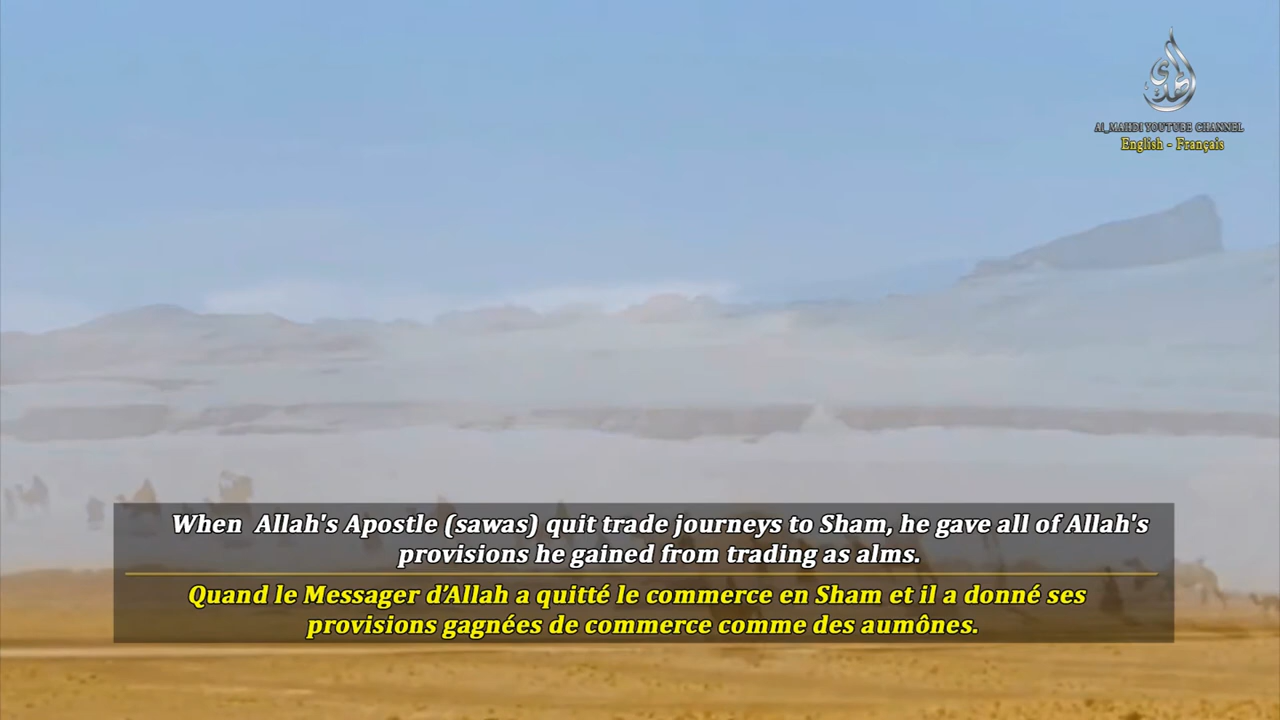 المهدي
Al_MAHDI YOUTUBE CHANNEL
English - Français
When Allah's Apostle (sawas) quit trade journeys to Sham, he gave all of Allah's
provisions he gained from trading as alms.
Quand le Messager d’Allah a quitté le commerce en Sham et il a donné ses
provisions gagnées de commerce comme des aumônes.